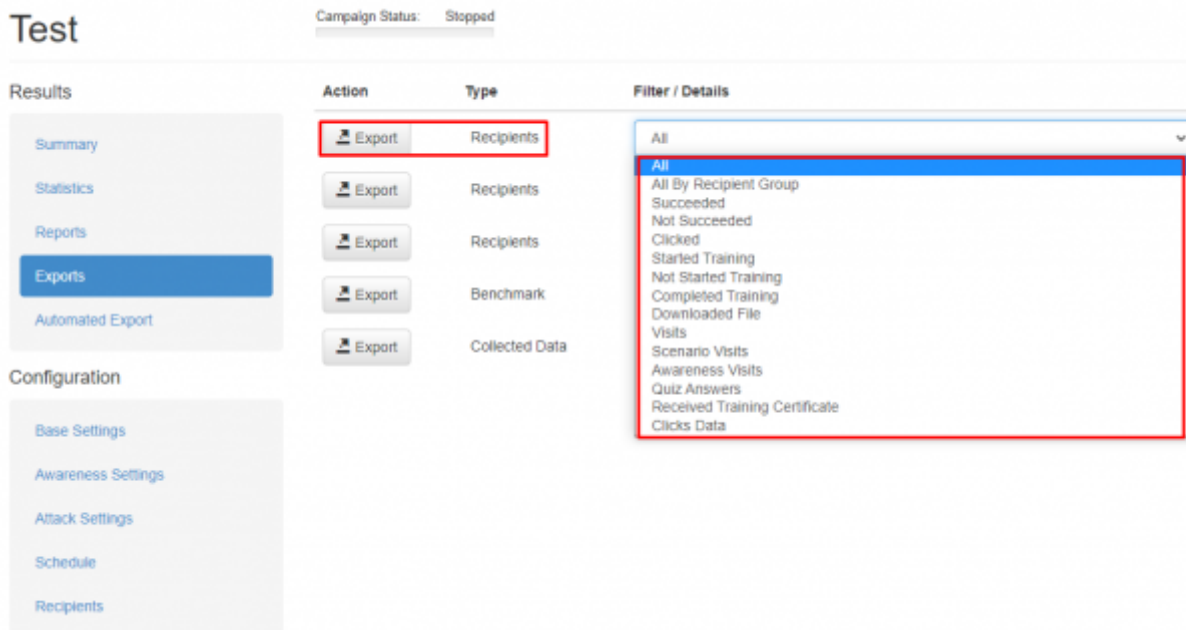 Test
Campaign Status: Stopped
Results
Summary
Statistics
Reports
Exports
Automated Export
Configuration
Base Settings
Awareness Settings
Attack Settings
Schedule
Recipients
Action Type Filter / Details
Export Recipients All
Export Recipients
Export Recipients
Export Benchmark
Export Collected Data
All
All By Recipient Group
Succeeded
Not Succeeded
Clicked
Started Training
Not Started Training
Completed Training
Downloaded File
Visits
Scenario Visits
Awareness Visits
Quiz Answers
Received Training Certificate
Clicks Data